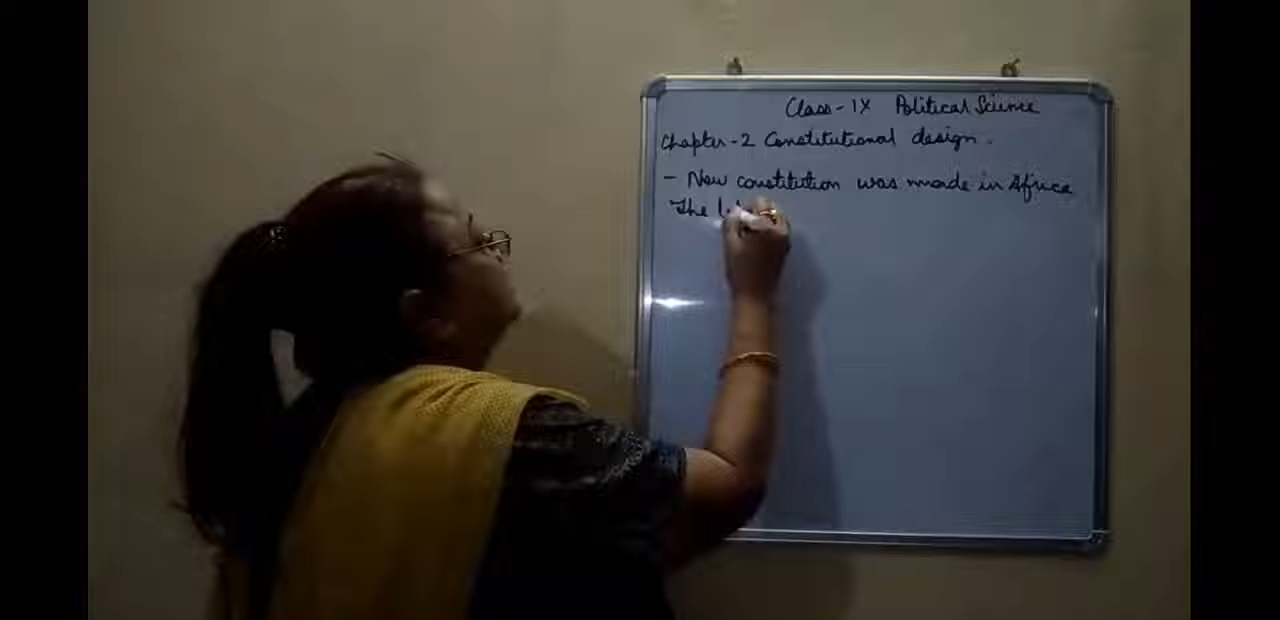 Class-IX Political Science
Chapter-2 Constitutional design.
- New constitution was made in Africa
The